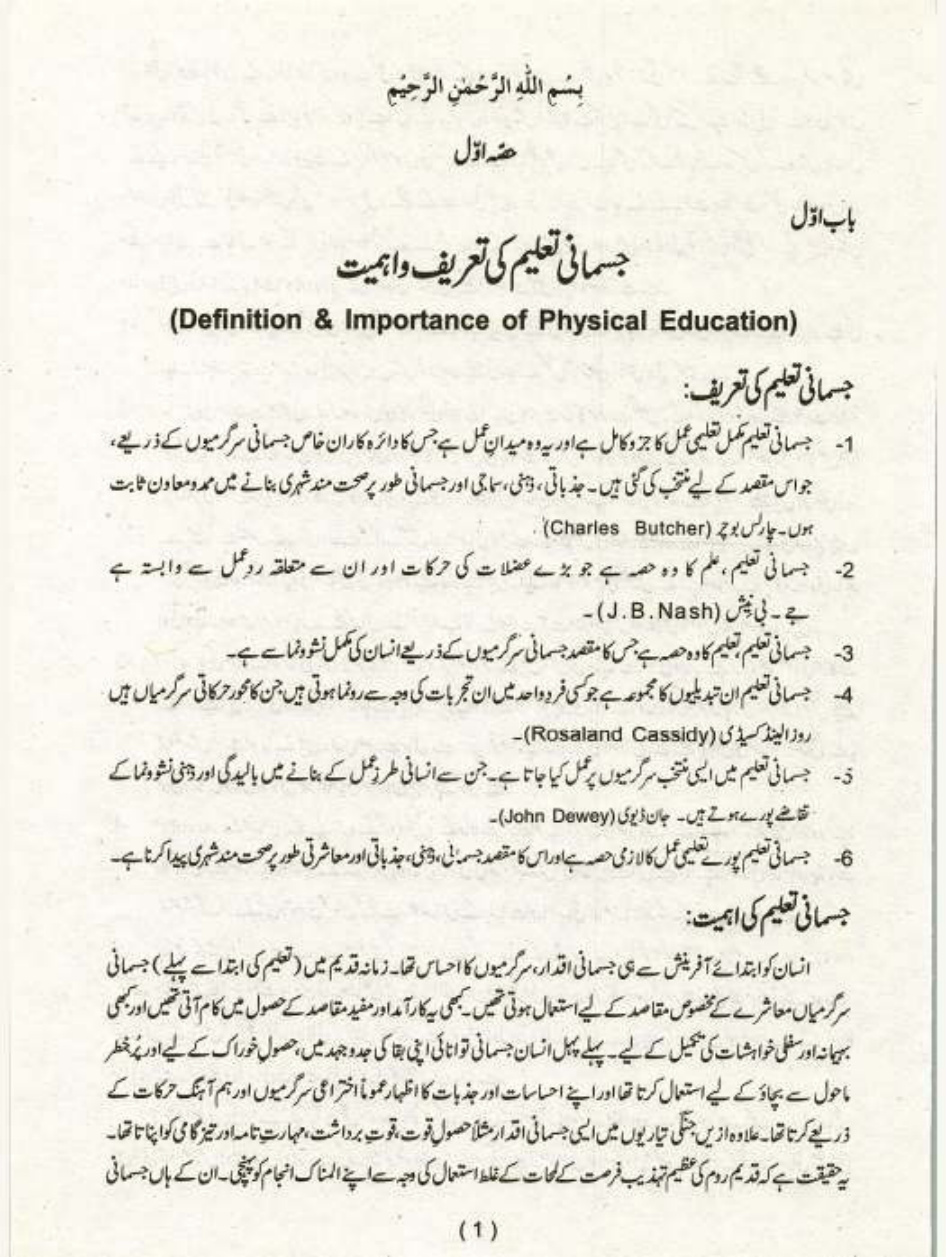 بِسْمِ اللّٰهِ الرَّحْمٰنِ الرَّحِيْمِ
حصّہ اوّل
باب اوّل
جسمانی تعلیم کی تعریف و اہمیت
(Definition & Importance of Physical Education)
جسمانی تعلیم کی تعریف:
1- جسمانی تعلیم مکمل تعلیمی عمل کا جزو کامل ہے اور یہ وہ میدانِ عمل ہے جس کا دائرہ کار ان خاص جسمانی سرگرمیوں کے ذریعے،
جو اس مقصد کے لیے منتخب کی گئی ہیں۔ جذباتی، ذہنی، سماجی اور جسمانی طور پر صحت مند شہری بنانے میں ممد و معاون ثابت
ہوں۔ چارلس بوچر (Charles Butcher)۔
2- جسمانی تعلیم، علم کا وہ حصہ ہے جو بڑے عضلات کی حرکات اور ان سے متعلقہ ردِعمل سے وابستہ ہے
جے۔ بی نیش (J.B.Nash)۔
3- جسمانی تعلیم، تعلیم کا وہ حصہ ہے جس کا مقصد جسمانی سرگرمیوں کے ذریعے انسان کی مکمل نشوونما سے ہے۔
4- جسمانی تعلیم ان تبدیلیوں کا مجموعہ ہے جو کسی فردِ واحد میں ان تجربات کی وجہ سے رونما ہوتی ہیں جن کا محور حرکاتی سرگرمیاں ہیں
روزالینڈ کسیڈی (Rosaland Cassidy)۔
5- جسمانی تعلیم میں ایسی منتخب سرگرمیوں پر عمل کیا جاتا ہے۔ جن سے انسانی طرزِ عمل کے بنانے میں بالیدگی اور ذہنی نشوونما کے
تقاضے پورے ہوتے ہیں۔ جان ڈیوی (John Dewey)۔
6- جسمانی تعلیم پورے تعلیمی عمل کا لازمی حصہ ہے اور اس کا مقصد جسمانی، ذہنی، جذباتی اور معاشرتی طور پر صحت مند شہری پیدا کرنا ہے۔
جسمانی تعلیم کی اہمیت:
انسان کو ابتدائے آفرینش سے ہی جسمانی اقدار، سرگرمیوں کا احساس تھا۔ زمانہ قدیم میں (تعلیم کی ابتدا سے پہلے) جسمانی
سرگرمیاں معاشرے کے مخصوص مقاصد کے لیے استعمال ہوتی تھیں۔ کبھی یہ کارآمد اور مفید مقاصد کے حصول میں کام آتی تھیں اور کبھی
بہیمانہ اور سفلی خواہشات کی تکمیل کے لیے۔ پہلے پہل انسان جسمانی توانائی اپنی بقا کی جدوجہد میں، حصولِ خوراک کے لیے اور پُرخطر
ماحول سے بچاؤ کے لیے استعمال کرتا تھا اور اپنے احساسات اور جذبات کا اظہار عموماً اختراعی سرگرمیوں اور ہم آہنگ حرکات کے
ذریعے کرتا تھا۔ علاوہ ازیں جنگی تیاریوں میں ایسی جسمانی اقدار مثلاً حصولِ قوت، قوتِ برداشت، مہارتِ تامہ اور تیز گامی کو اپناتا تھا۔
یہ حقیقت ہے کہ قدیم روم کی عظیم تہذیب فرصت کے لمحات کے غلط استعمال کی وجہ سے اپنے المناک انجام کو پہنچی۔ ان کے ہاں جسمانی
(1)